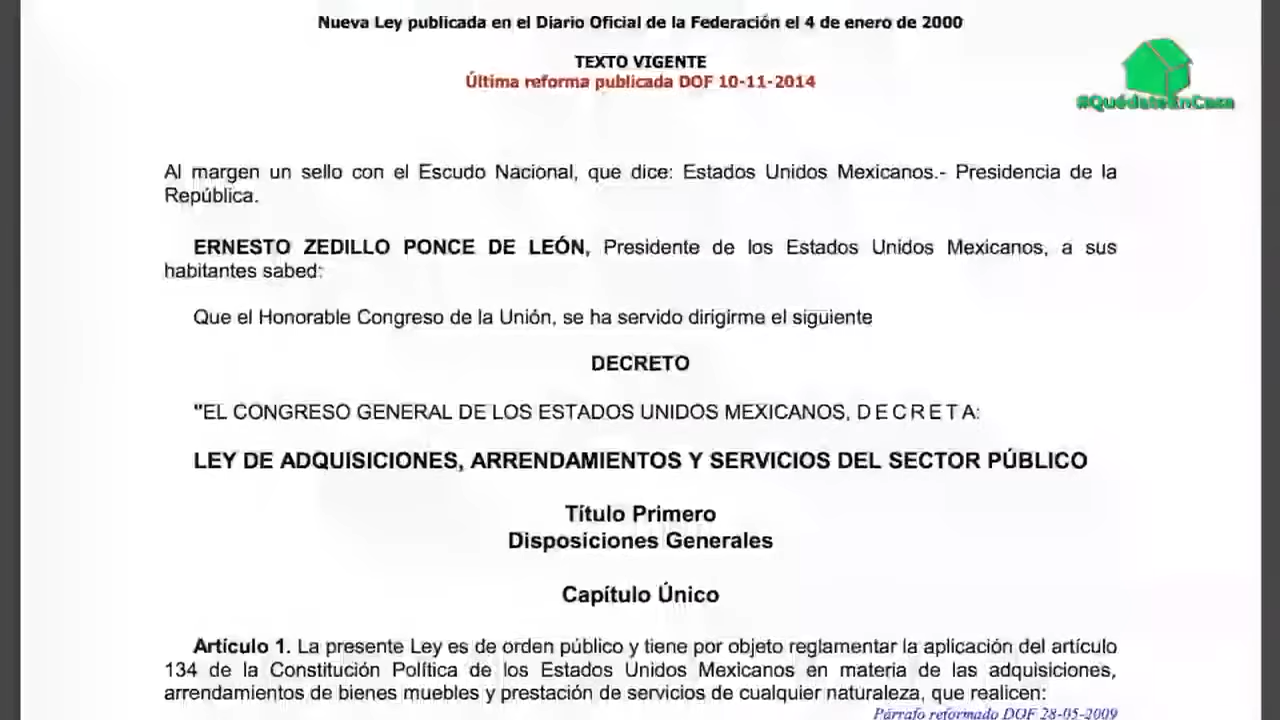 Nueva Ley publicada en el Diario Oficial de la Federación el 4 de enero de 2000
TEXTO VIGENTE
Última reforma publicada DOF 10-11-2014
#QuédateEnCasa
Al margen un sello con el Escudo Nacional, que dice: Estados Unidos Mexicanos.- Presidencia de la
República.
ERNESTO ZEDILLO PONCE DE LEÓN, Presidente de los Estados Unidos Mexicanos, a sus
habitantes sabed:
Que el Honorable Congreso de la Unión, se ha servido dirigirme el siguiente
DECRETO
"EL CONGRESO GENERAL DE LOS ESTADOS UNIDOS MEXICANOS, D E C R E T A:
LEY DE ADQUISICIONES, ARRENDAMIENTOS Y SERVICIOS DEL SECTOR PÚBLICO
Título Primero
Disposiciones Generales
Capítulo Único
Artículo 1. La presente Ley es de orden público y tiene por objeto reglamentar la aplicación del artículo
134 de la Constitución Política de los Estados Unidos Mexicanos en materia de las adquisiciones,
arrendamientos de bienes muebles y prestación de servicios de cualquier naturaleza, que realicen:
Párrafo reformado DOF 28-05-2009